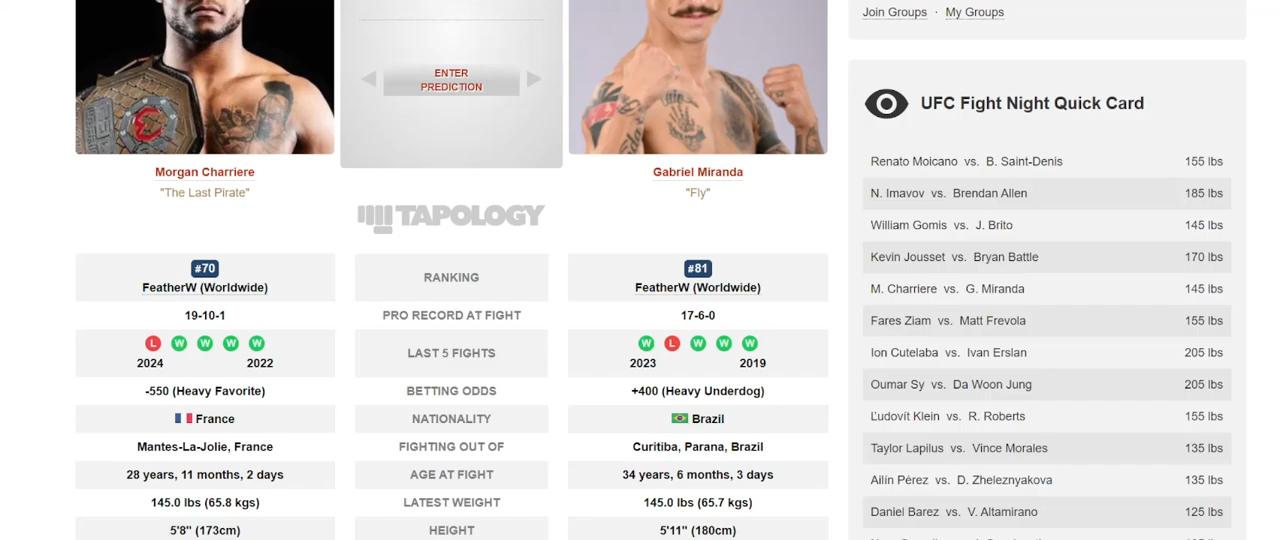 Join Groups · My Groups
ENTER
PREDICTION
UFC Fight Night Quick Card
Morgan Charriere
"The Last Pirate"
Gabriel Miranda
"Fly"
TAPOLOGY
#70
FeatherW (Worldwide)
RANKING
#81
FeatherW (Worldwide)
19-10-1 PRO RECORD AT FIGHT 17-6-0
L W W W W
2024 2022
LAST 5 FIGHTS
W L W W W
2023 2019
-550 (Heavy Favorite) BETTING ODDS +400 (Heavy Underdog)
France NATIONALITY Brazil
Mantes-La-Jolie, France FIGHTING OUT OF Curitiba, Parana, Brazil
28 years, 11 months, 2 days AGE AT FIGHT 34 years, 6 months, 3 days
145.0 lbs (65.8 kgs) LATEST WEIGHT 145.0 lbs (65.7 kgs)
5'8" (173cm) HEIGHT 5'11" (180cm)
Renato Moicano vs. B. Saint-Denis 155 lbs
N. Imavov vs. Brendan Allen 185 lbs
William Gomis vs. J. Brito 145 lbs
Kevin Jousset vs. Bryan Battle 170 lbs
M. Charriere vs. G. Miranda 145 lbs
Fares Ziam vs. Matt Frevola 155 lbs
Ion Cutelaba vs. Ivan Erslan 205 lbs
Oumar Sy vs. Da Woon Jung 205 lbs
Ľudovít Klein vs. R. Roberts 155 lbs
Taylor Lapilus vs. Vince Morales 135 lbs
Ailín Pérez vs. D. Zheleznyakova 135 lbs
Daniel Barez vs. V. Altamirano 125 lbs